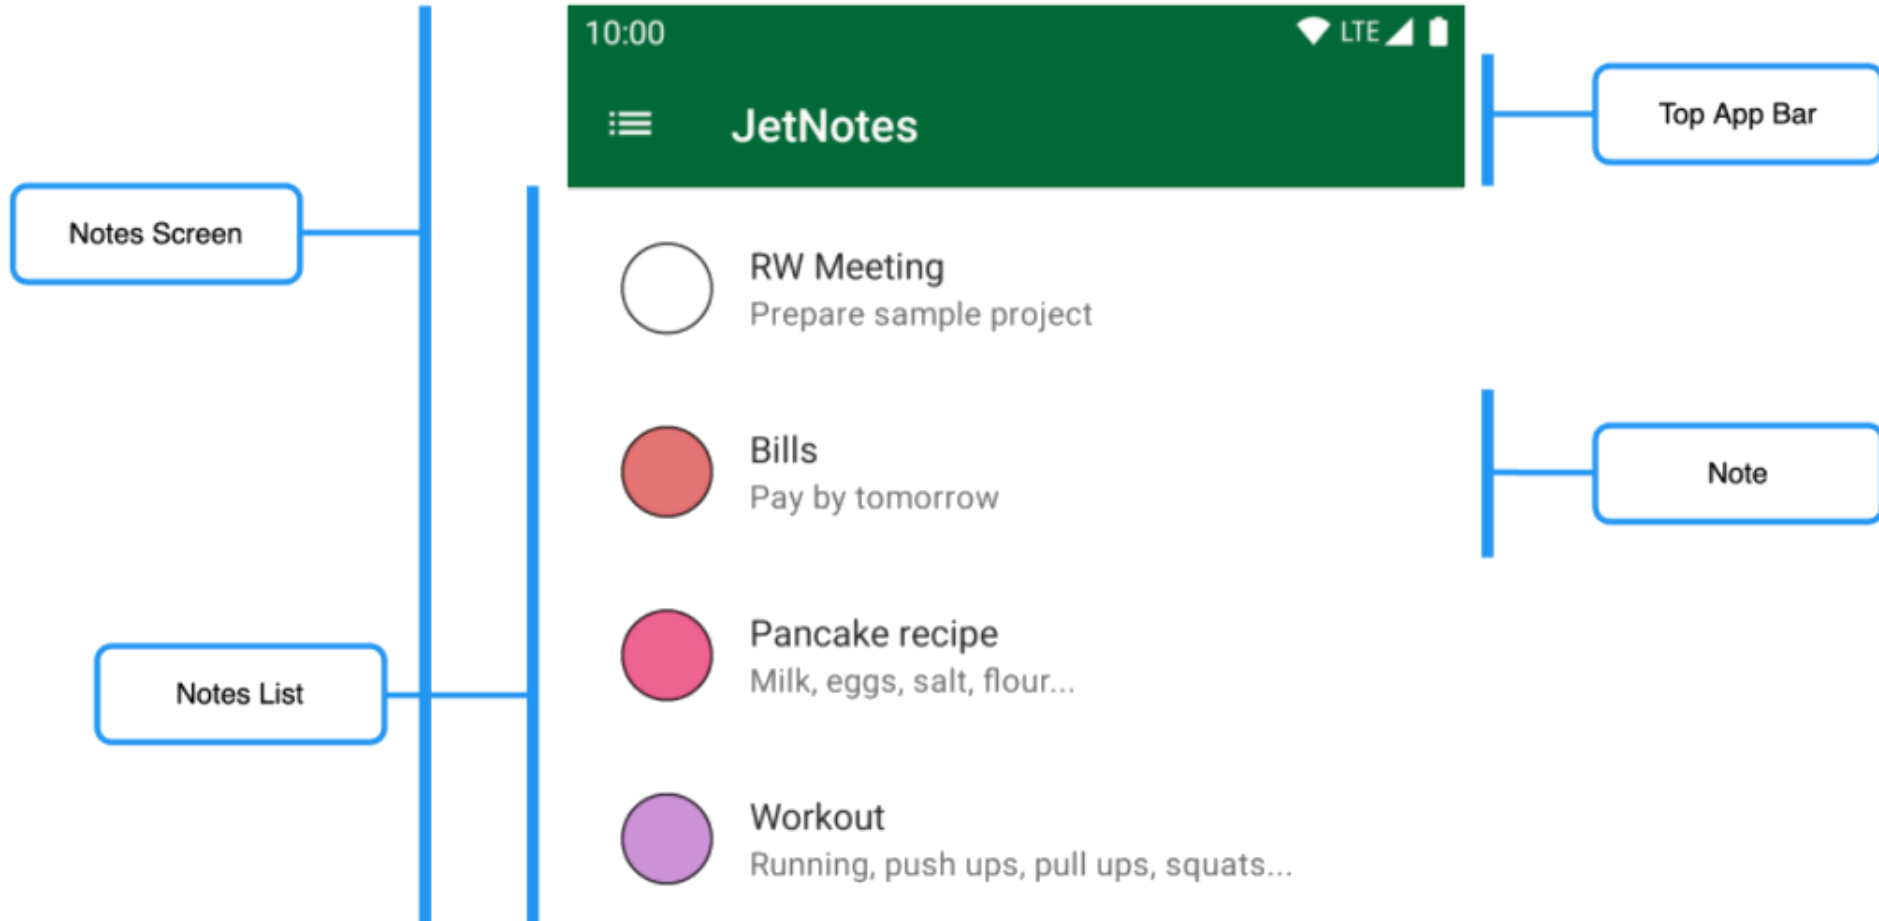 10:00
LTE
JetNotes
Top App Bar
Notes Screen
RW Meeting
Prepare sample project
Bills
Pay by tomorrow
Note
Pancake recipe
Milk, eggs, salt, flour...
Notes List
Workout
Running, push ups, pull ups, squats...